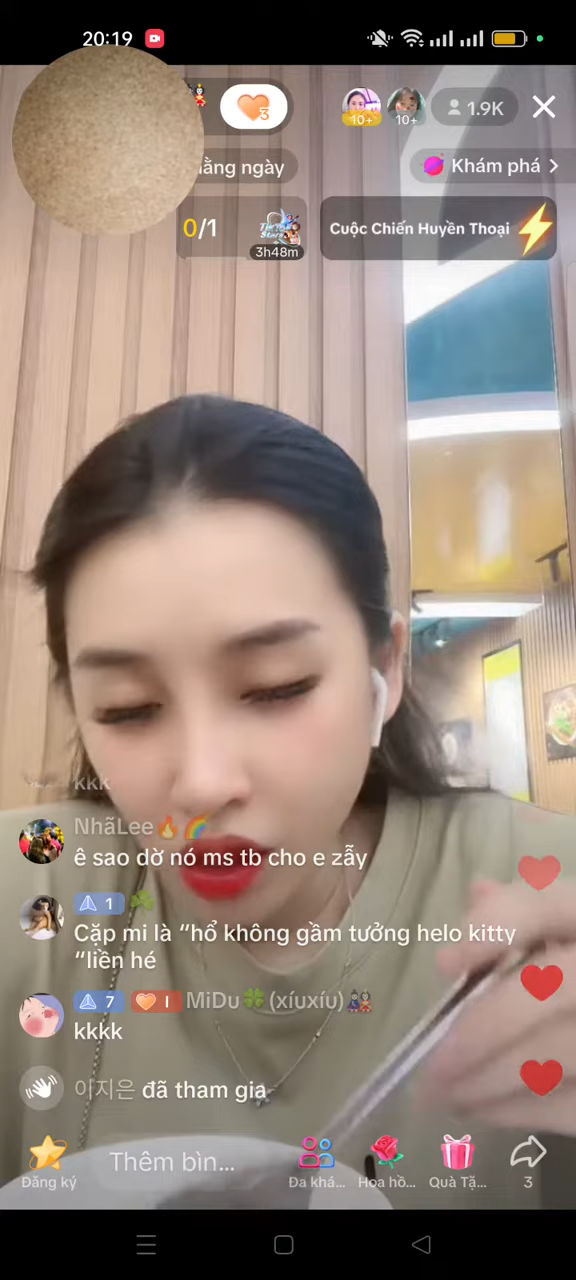 20:19
3
10+
10+
1.9K
hằng ngày
Khám phá
0/1
3h48m
Cuộc Chiến Huyền Thoại
kkk
NhãLee
ê sao dờ nó ms tb cho e zẫy
1
Cặp mi là “hổ không gầm tưởng helo kitty
“liền hé
7 I MiDu (xíuxíu)
kkkk
이지은 đã tham gia
Thêm bìn...
Đăng ký
Đa khá...
Hoa hồ...
Quà Tặ...
3